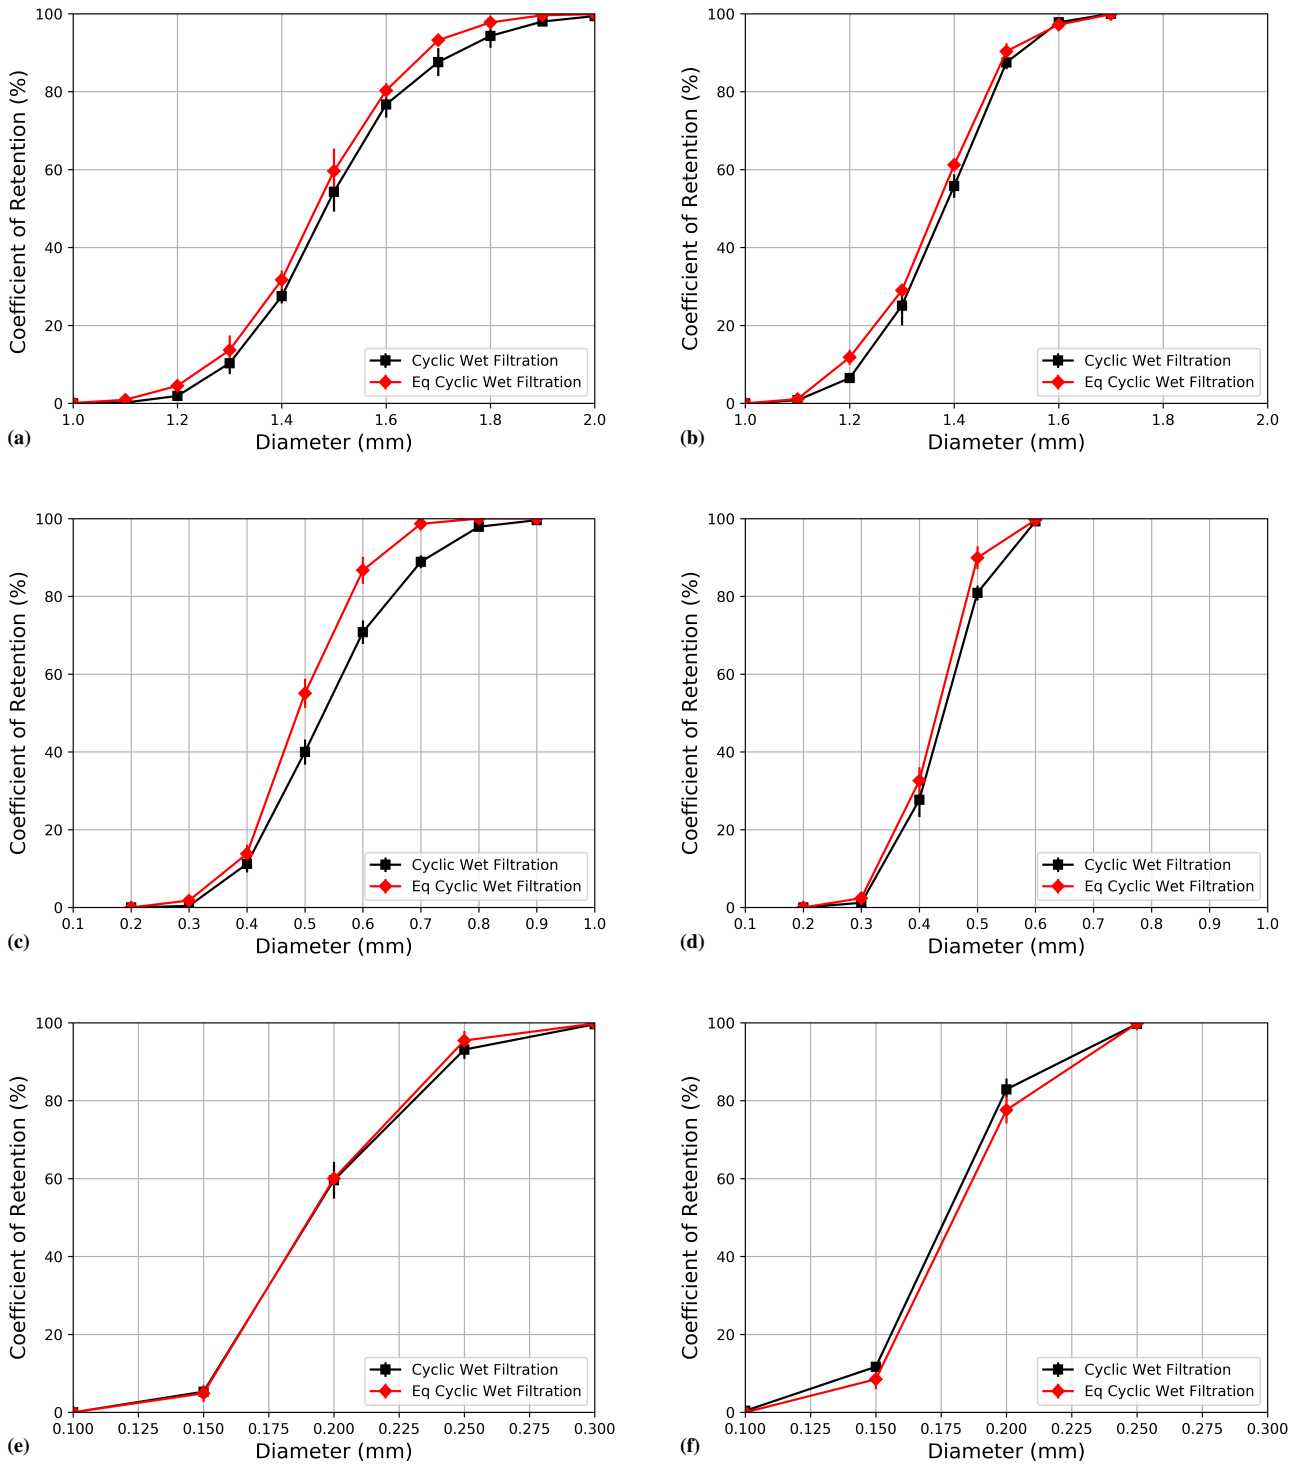 100
80
60
40
20
0
Coefficient of Retention (%)
1.0 1.2 1.4 1.6 1.8 2.0
Diameter (mm)
Cyclic Wet Filtration
Eq Cyclic Wet Filtration
(a)
100
80
60
40
20
0
Coefficient of Retention (%)
1.0 1.2 1.4 1.6 1.8 2.0
Diameter (mm)
Cyclic Wet Filtration
Eq Cyclic Wet Filtration
(b)
100
80
60
40
20
0
Coefficient of Retention (%)
0.1 0.2 0.3 0.4 0.5 0.6 0.7 0.8 0.9 1.0
Diameter (mm)
Cyclic Wet Filtration
Eq Cyclic Wet Filtration
(c)
100
80
60
40
20
0
Coefficient of Retention (%)
0.1 0.2 0.3 0.4 0.5 0.6 0.7 0.8 0.9 1.0
Diameter (mm)
Cyclic Wet Filtration
Eq Cyclic Wet Filtration
(d)
100
80
60
40
20
0
Coefficient of Retention (%)
0.100 0.125 0.150 0.175 0.200 0.225 0.250 0.275 0.300
Diameter (mm)
Cyclic Wet Filtration
Eq Cyclic Wet Filtration
(e)
100
80
60
40
20
0
Coefficient of Retention (%)
0.100 0.125 0.150 0.175 0.200 0.225 0.250 0.275 0.300
Diameter (mm)
Cyclic Wet Filtration
Eq Cyclic Wet Filtration
(f)